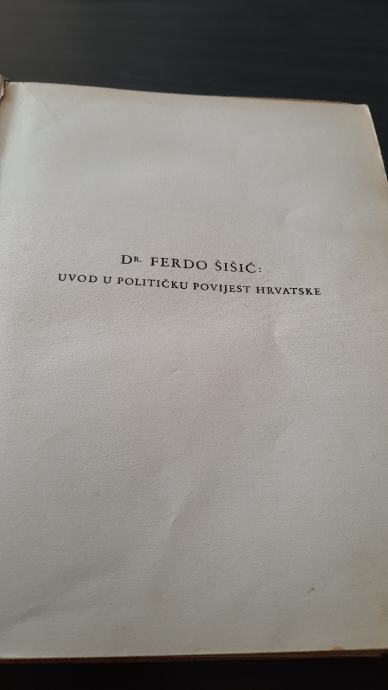 Dr. FERDO ŠIŠIĆ:
UVOD U POLITIČKU POVIJEST HRVATSKE